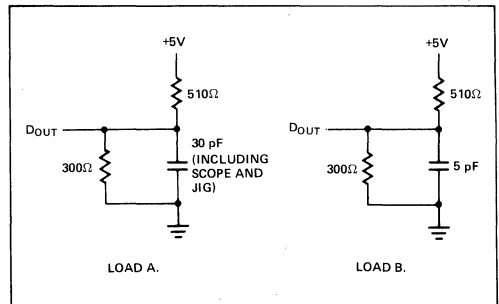 +5V
510Ω
DOUT
300Ω
30 pF
(INCLUDING
SCOPE AND
JIG)
LOAD A.
+5V
510Ω
DOUT
300Ω
5 pF
LOAD B.